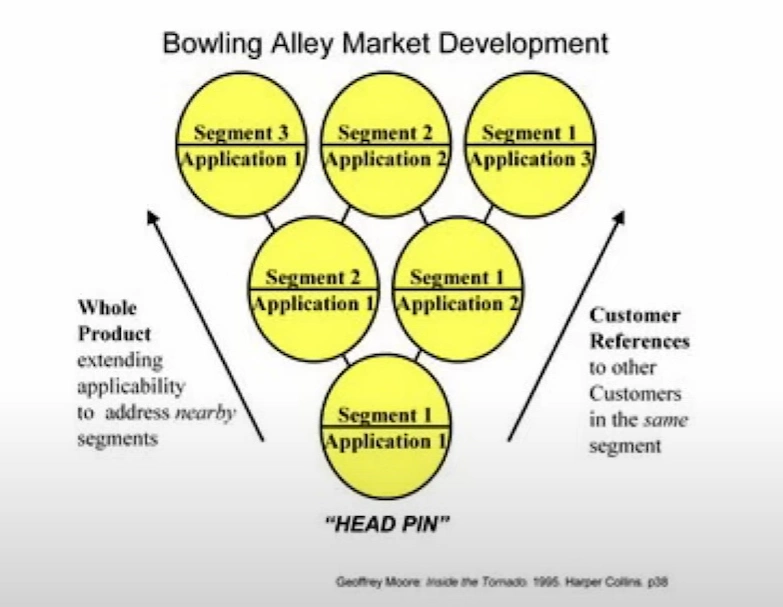 Bowling Alley Market Development
Segment 3
Application 1
Segment 2
Application 2
Segment 1
Application 3
Segment 2
Application 1
Segment 1
Application 2
Whole
Product
extending
applicability
to address nearby
segments
Customer
References
to other
Customers
in the same
segment
Segment 1
Application 1
“HEAD PIN”
Geoffrey Moore: Inside the Tornado. 1995. Harper Collins. p38